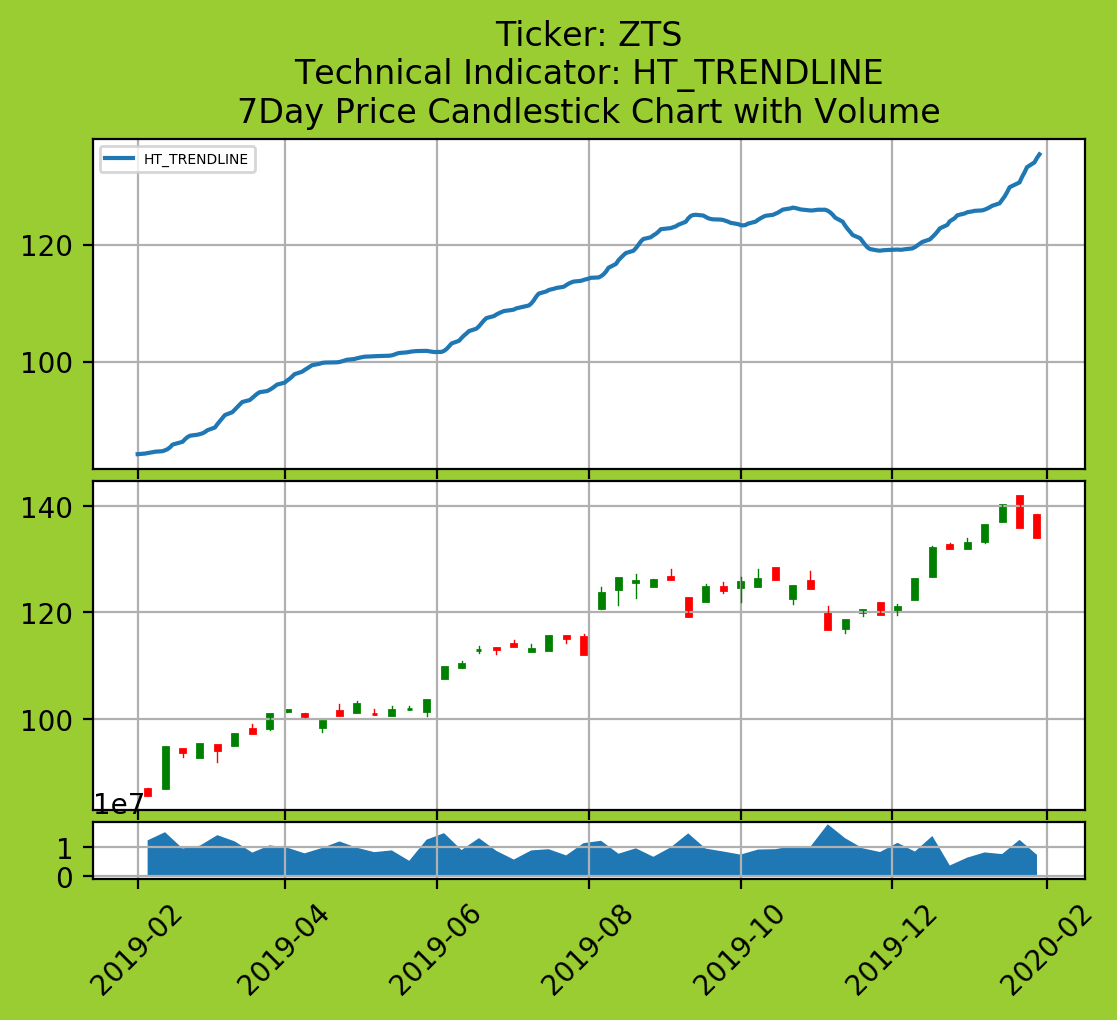 Ticker: ZTS
Technical Indicator: HT_TRENDLINE
7Day Price Candlestick Chart with Volume
HT_TRENDLINE
120
100
140
120
100
1e7
1
0
2019-02
2019-04
2019-06
2019-08
2019-10
2019-12
2020-02